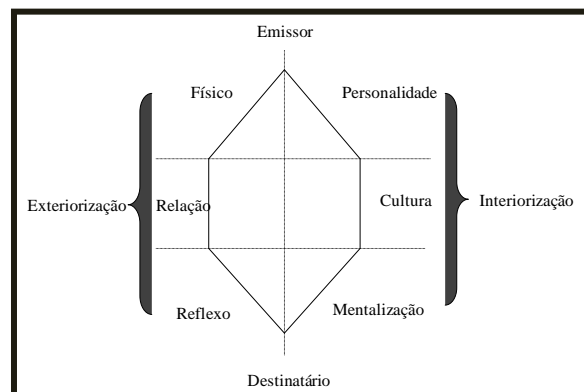 Emissor
Físico Personalidade
Exteriorização Relação Cultura Interiorização
Reflexo Mentalização
Destinatário